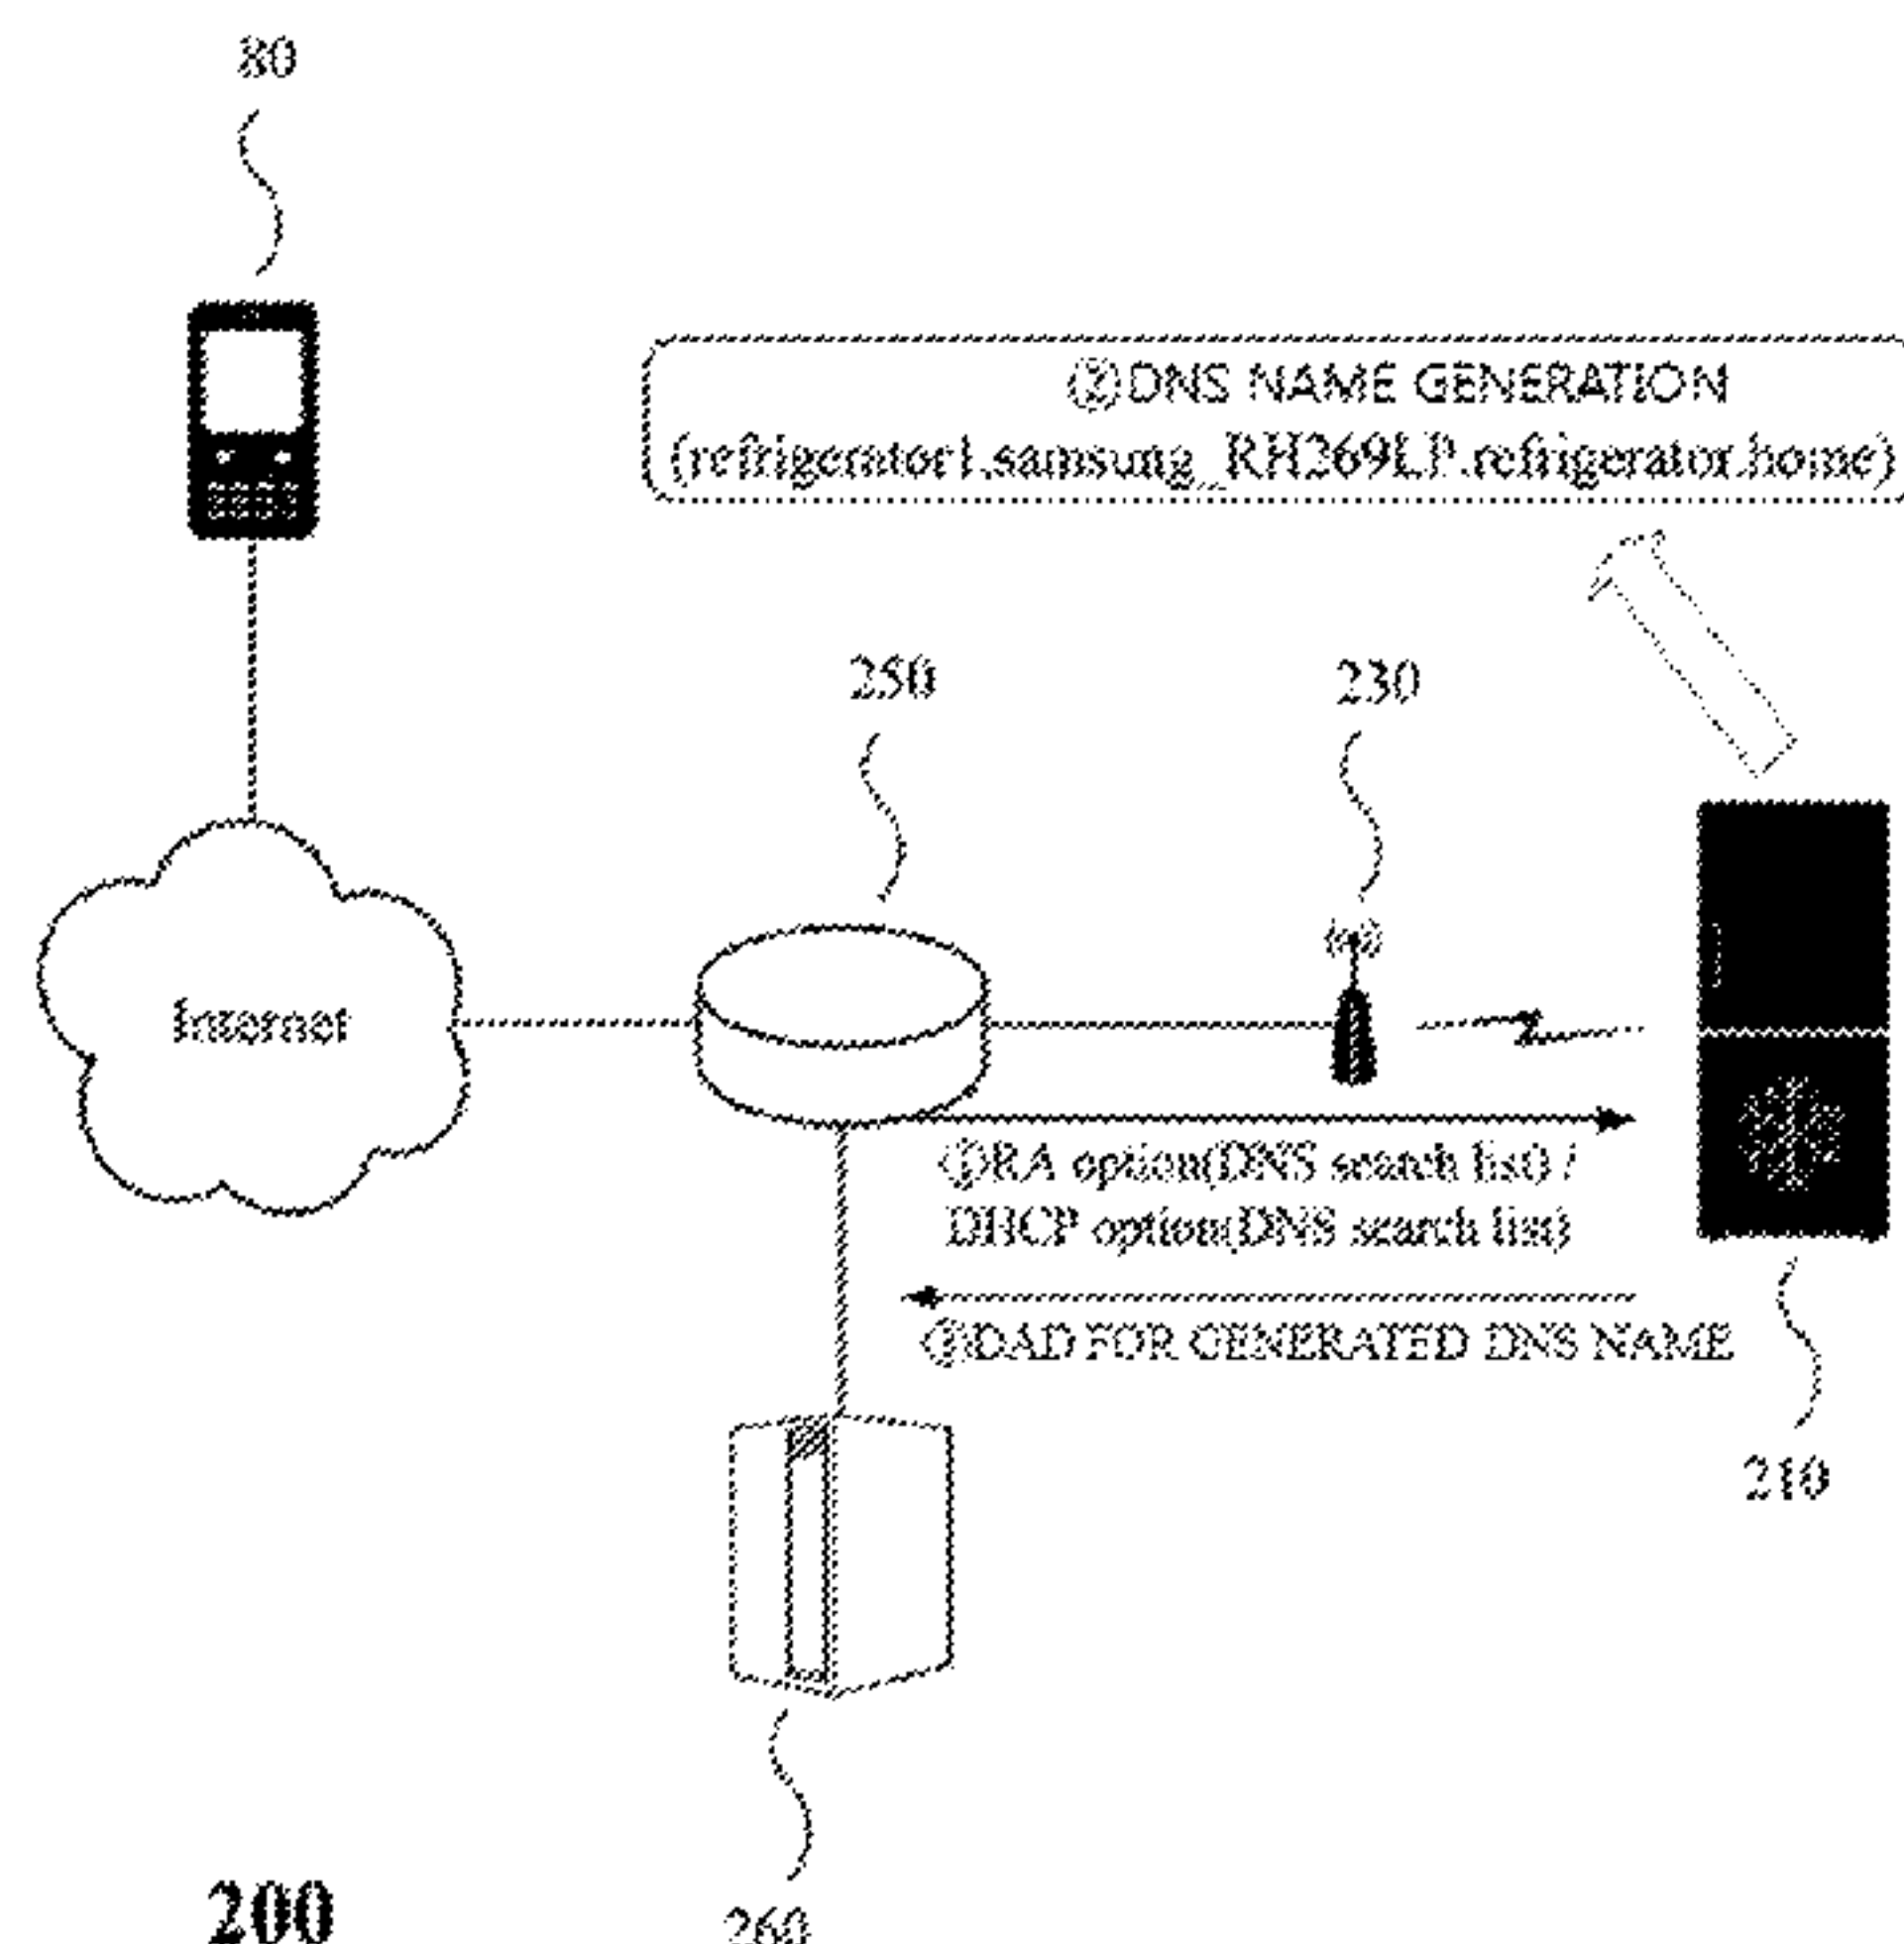 80
②DNS NAME GENERATION
(refrigerator1.samsung_RH269LP.refrigerator.home)
250
230
Internet
①RA option(DNS search list) /
DHCP option(DNS search list)
③DAD FOR GENERATED DNS NAME
210
200
260